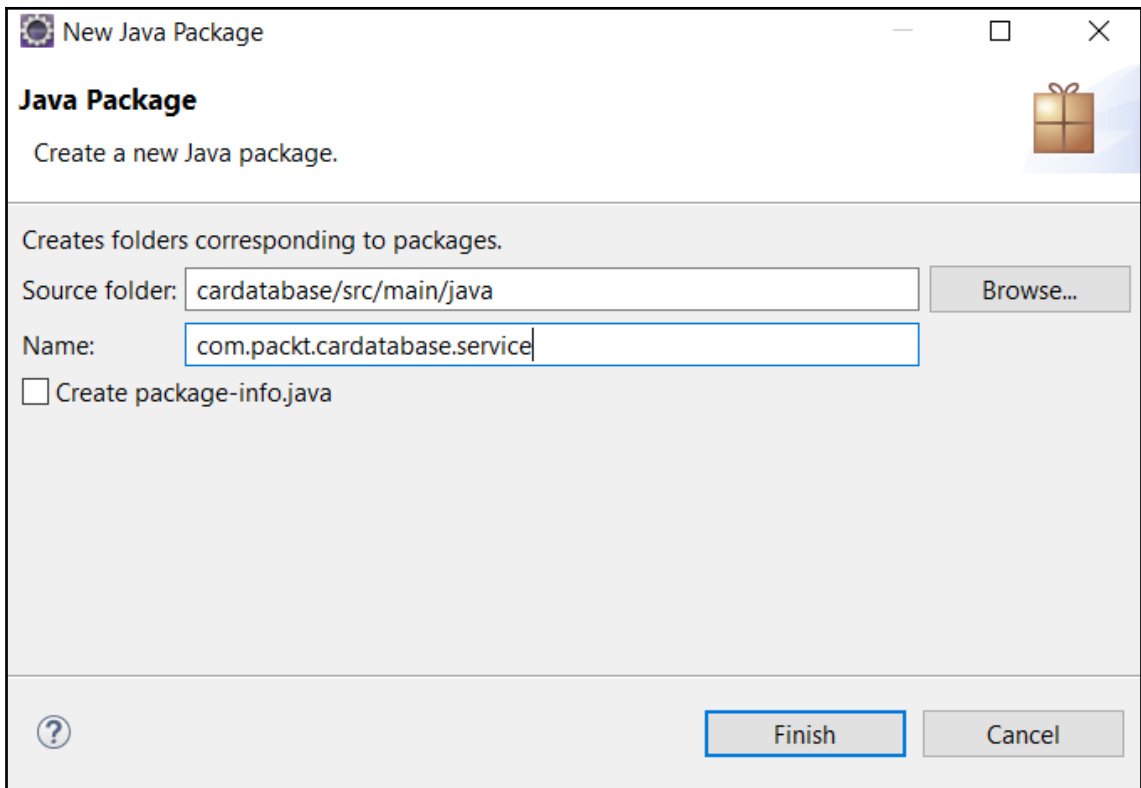 New Java Package
Java Package
Create a new Java package.
Creates folders corresponding to packages.
Source folder: cardatabase/src/main/java Browse...
Name: com.packt.cardatabase.service
Create package-info.java
? Finish Cancel